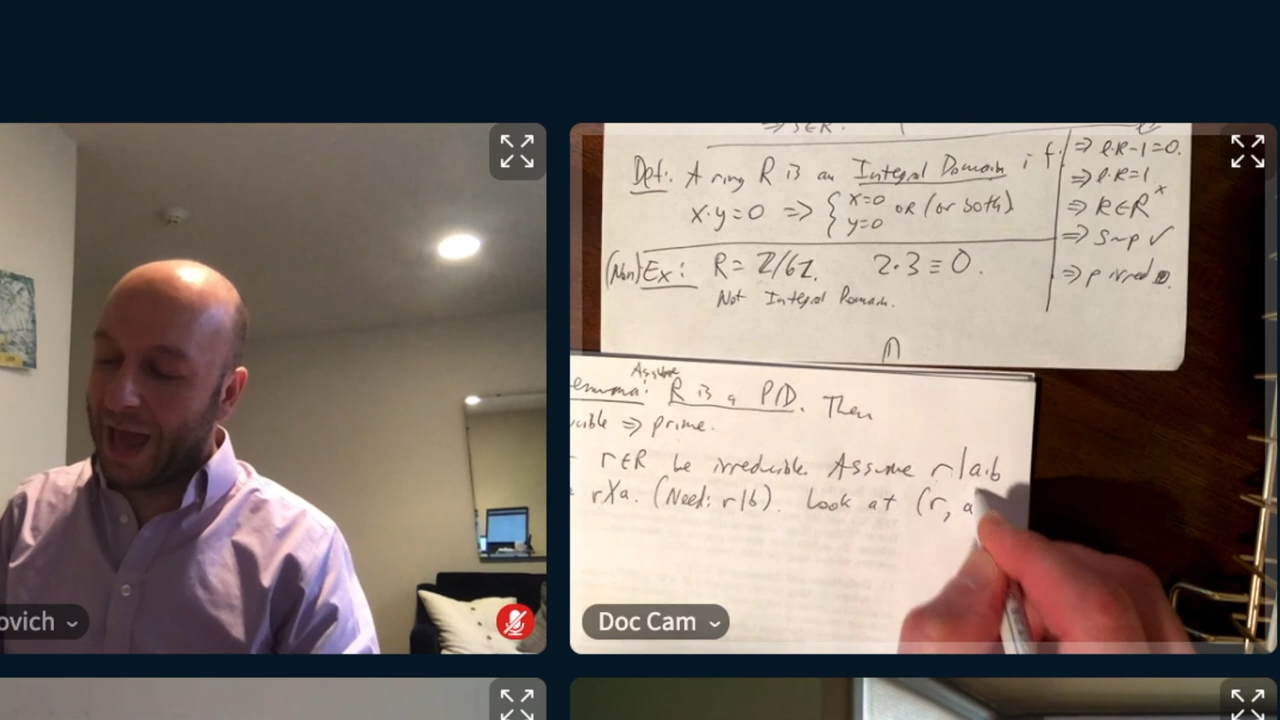 ovich
Doc Cam
⇒ s∈R.
Def: A ring R is an Integral Domain if
x·y=0 ⇒ { x=0 or (or both)
y=0
(Non) Ex: R= Z/6Z. 2·3≡0.
Not Integral Domain.
⇒ l·k-1=0.
⇒ l·k=1
⇒ k∈R^x
⇒ s~p ✓
⇒ p irred
Assume
emma: R is a PID. Then
cible ⇒ prime.
r∈R be irreducible. Assume r|a·b
r∤a. (Need: r|b). Look at (r, a